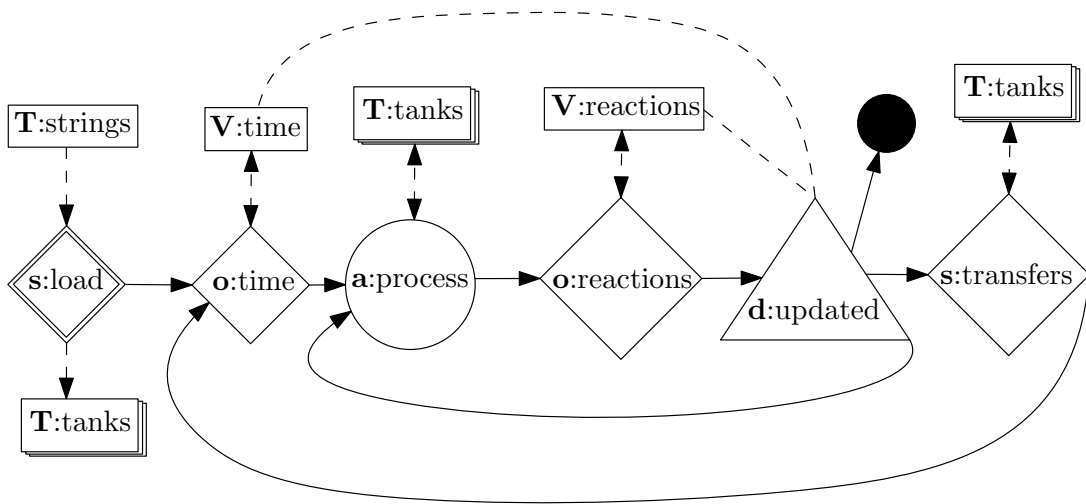 T:strings
V:time
T:tanks
V:reactions
T:tanks
s:load
o:time
a:process
o:reactions
d:updated
s:transfers
T:tanks